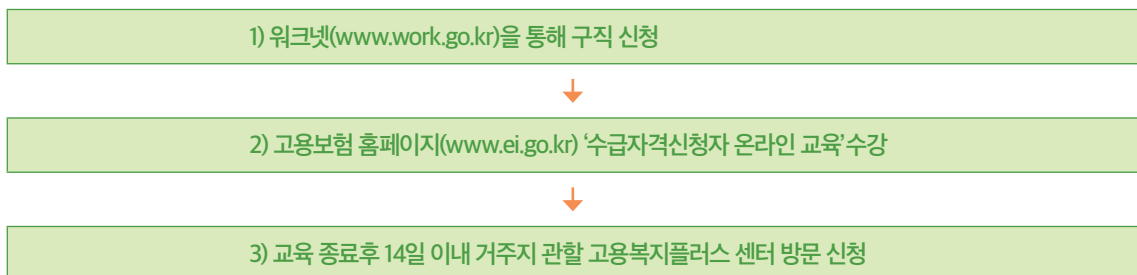 1) 워크넷(www.work.go.kr)을 통해 구직 신청
2) 고용보험 홈페이지(www.ei.go.kr) ‘수급자격신청자 온라인 교육’ 수강
3) 교육 종료후 14일 이내 거주지 관할 고용복지플러스 센터 방문 신청